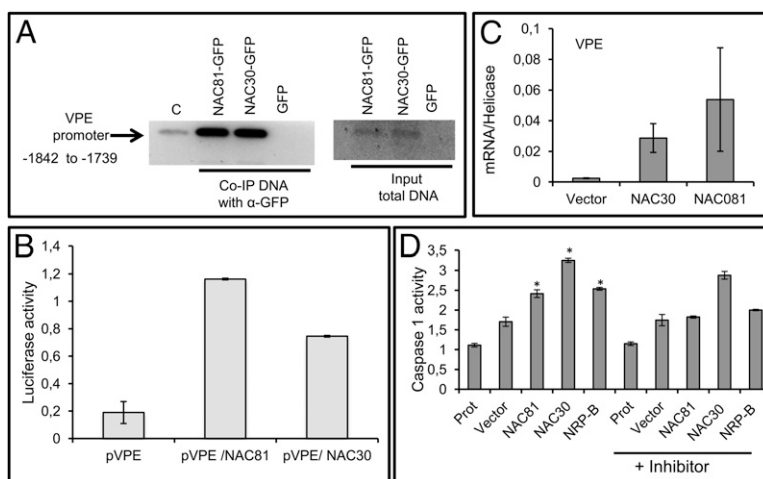 A
C
NAC81-GFP
NAC30-GFP
GFP
NAC81-GFP
NAC30-GFP
GFP
VPE
promoter
-1842 to -1739
Co-IP DNA
with α-GFP
Input
total DNA
C
VPE
mRNA/Helicase
0,1
0,08
0,06
0,04
0,02
0
Vector
NAC30
NAC081
B
Luciferase activity
1,4
1,2
1
0,8
0,6
0,4
0,2
0
pVPE
pVPE /NAC81
pVPE/ NAC30
D
Caspase 1 activity
3,5
3
2,5
2
1,5
1
0,5
0
*
*
*
Prot
Vector
NAC81
NAC30
NRP-B
Prot
Vector
NAC81
NAC30
NRP-B
+ Inhibitor